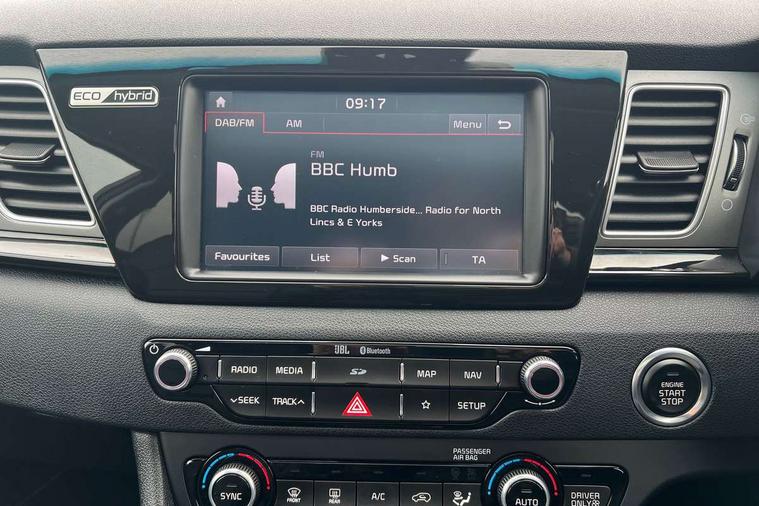 ECO hybrid
09:17
DAB/FM AM Menu
FM
BBC Humb
BBC Radio Humberside... Radio for North
Lincs & E Yorks
Favourites List Scan TA
JBL Bluetooth
RADIO MEDIA SD MAP NAV
SEEK TRACK SETUP
ENGINE
START
STOP
PASSENGER
AIR BAG
SYNC FRONT REAR A/C AUTO DRIVER
ONLY